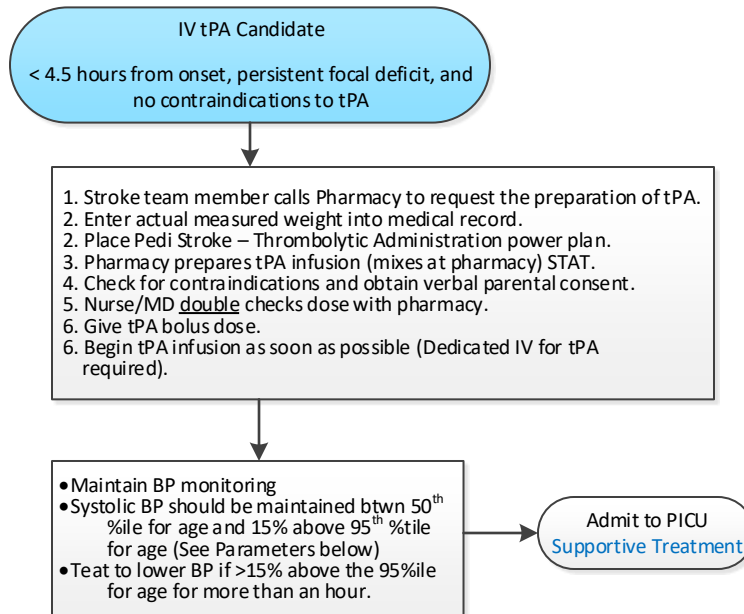 IV tPA Candidate
< 4.5 hours from onset, persistent focal deficit, and
no contraindications to tPA
1. Stroke team member calls Pharmacy to request the preparation of tPA.
2. Enter actual measured weight into medical record.
2. Place Pedi Stroke – Thrombolytic Administration power plan.
3. Pharmacy prepares tPA infusion (mixes at pharmacy) STAT.
4. Check for contraindications and obtain verbal parental consent.
5. Nurse/MD double checks dose with pharmacy.
6. Give tPA bolus dose.
6. Begin tPA infusion as soon as possible (Dedicated IV for tPA
required).
•Maintain BP monitoring
•Systolic BP should be maintained btwn 50th
%ile for age and 15% above 95th %tile
for age (See Parameters below)
•Teat to lower BP if >15% above the 95%ile
for age for more than an hour.
Admit to PICU
Supportive Treatment